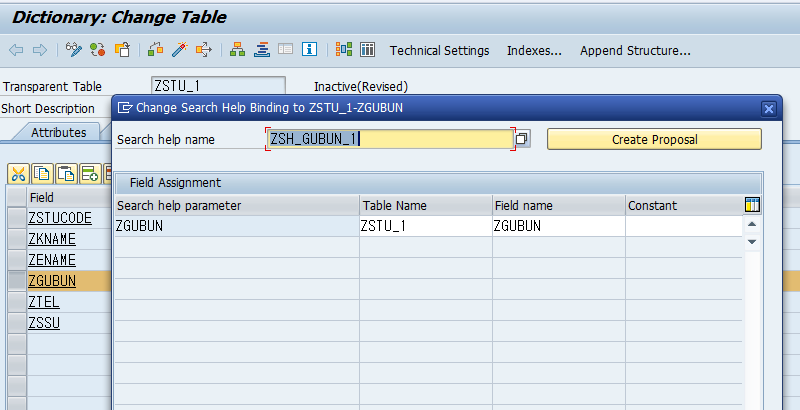 Dictionary: Change Table
Technical Settings Indexes... Append Structure...
Transparent Table ZSTU_1 Inactive(Revised)
Short Description
Change Search Help Binding to ZSTU_1-ZGUBUN
Attributes
Search help name ZSH_GUBUN_1 Create Proposal
Field Assignment
Field
Search help parameter Table Name Field name Constant
ZSTUCODE
ZGUBUN ZSTU_1 ZGUBUN
ZKNAME
ZENAME
ZGUBUN
ZTEL
ZSSU